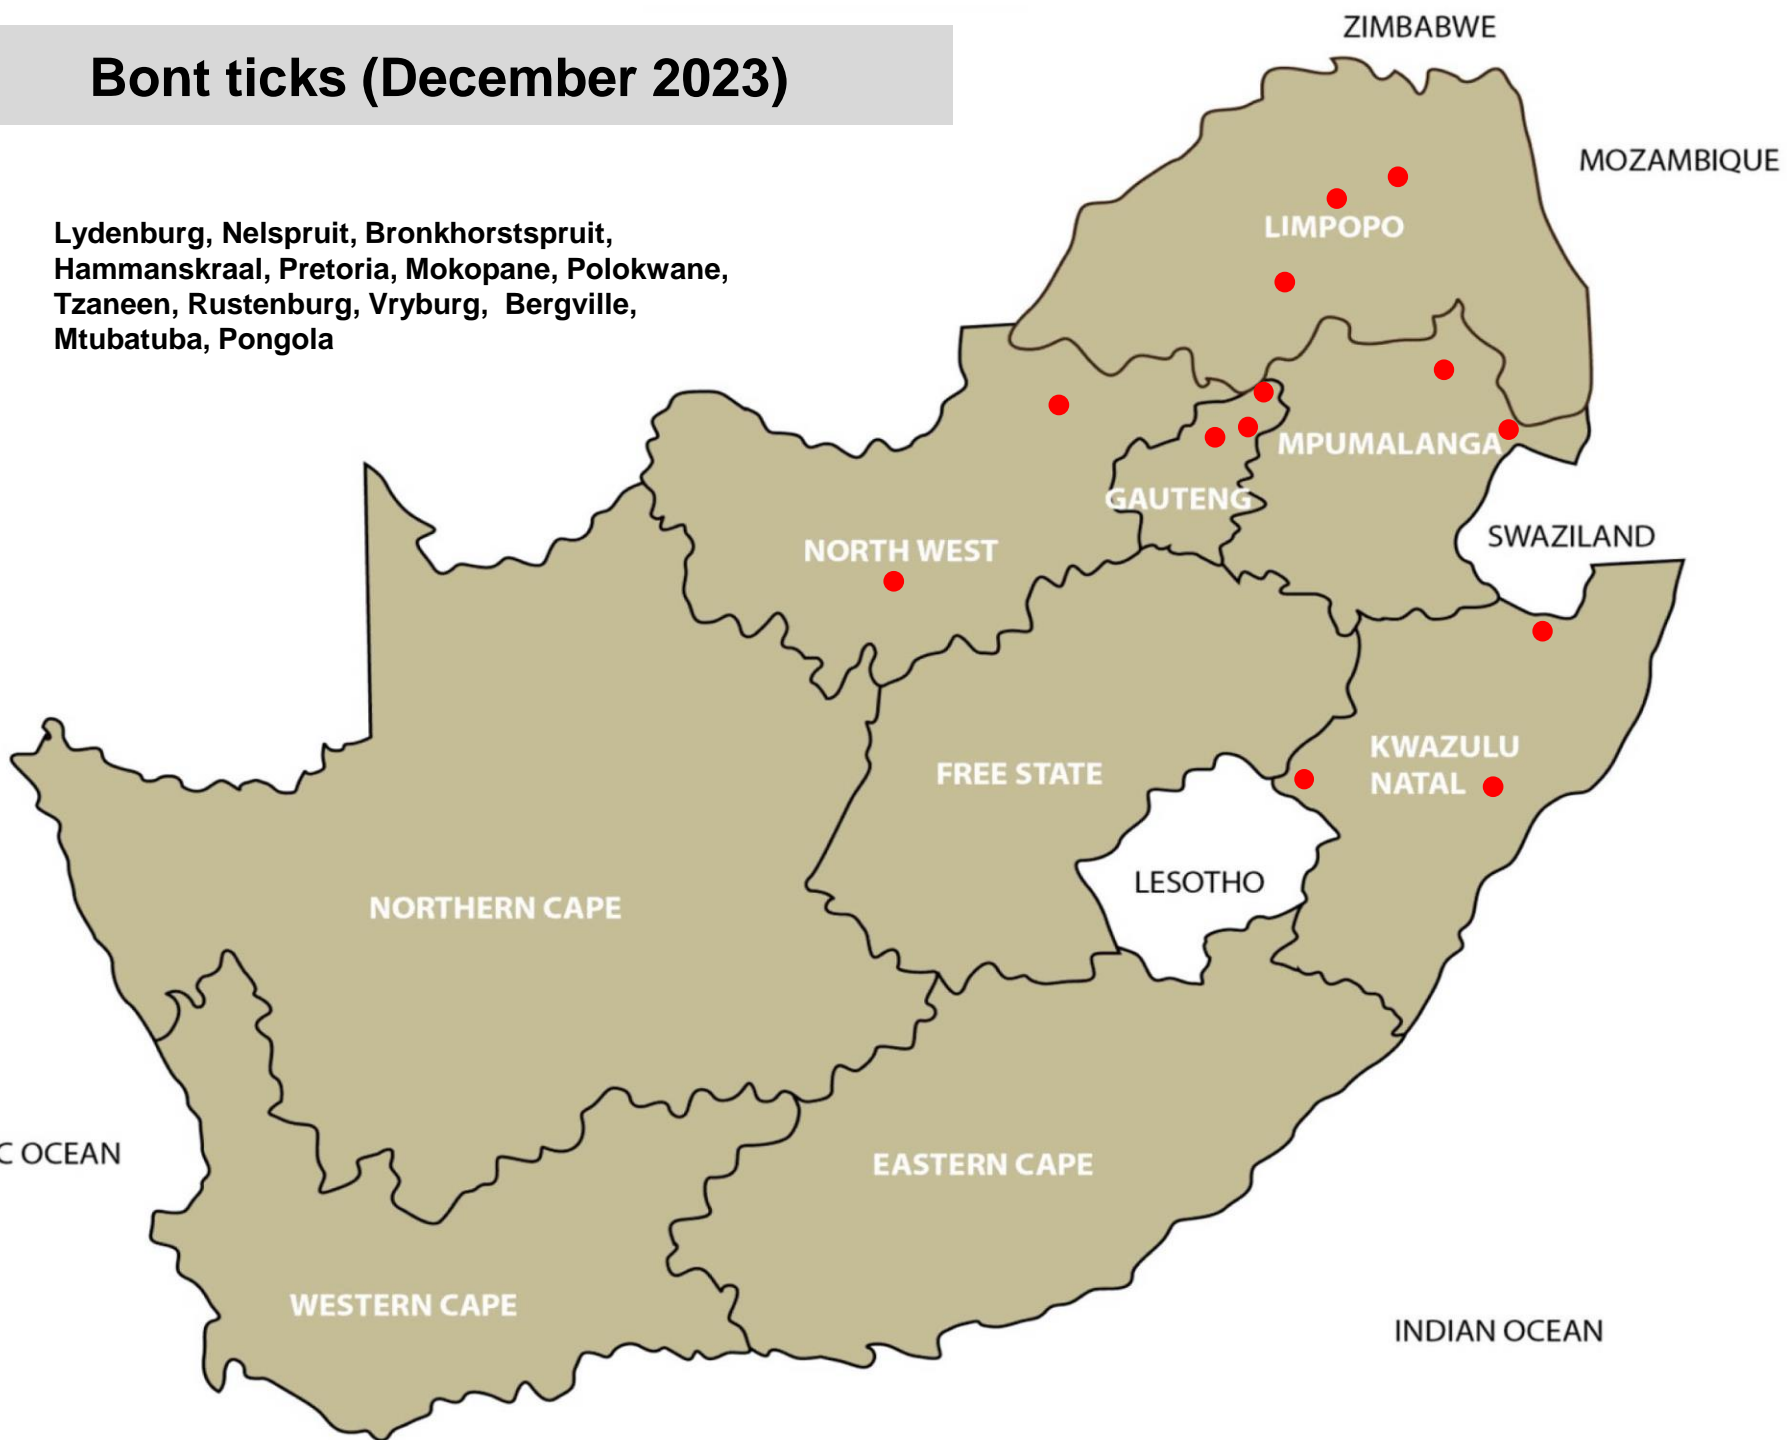 Bont ticks (December 2023)
Lydenburg, Nelspruit, Bronkhorstspruit,
Hammanskraal, Pretoria, Mokopane, Polokwane,
Tzaneen, Rustenburg, Vryburg, Bergville,
Mtubatuba, Pongola
ZIMBABWE
MOZAMBIQUE
LIMPOPO
MPUMALANGA
GAUTENG
SWAZILAND
NORTH WEST
KWAZULU
NATAL
FREE STATE
LESOTHO
NORTHERN CAPE
C OCEAN
EASTERN CAPE
WESTERN CAPE
INDIAN OCEAN